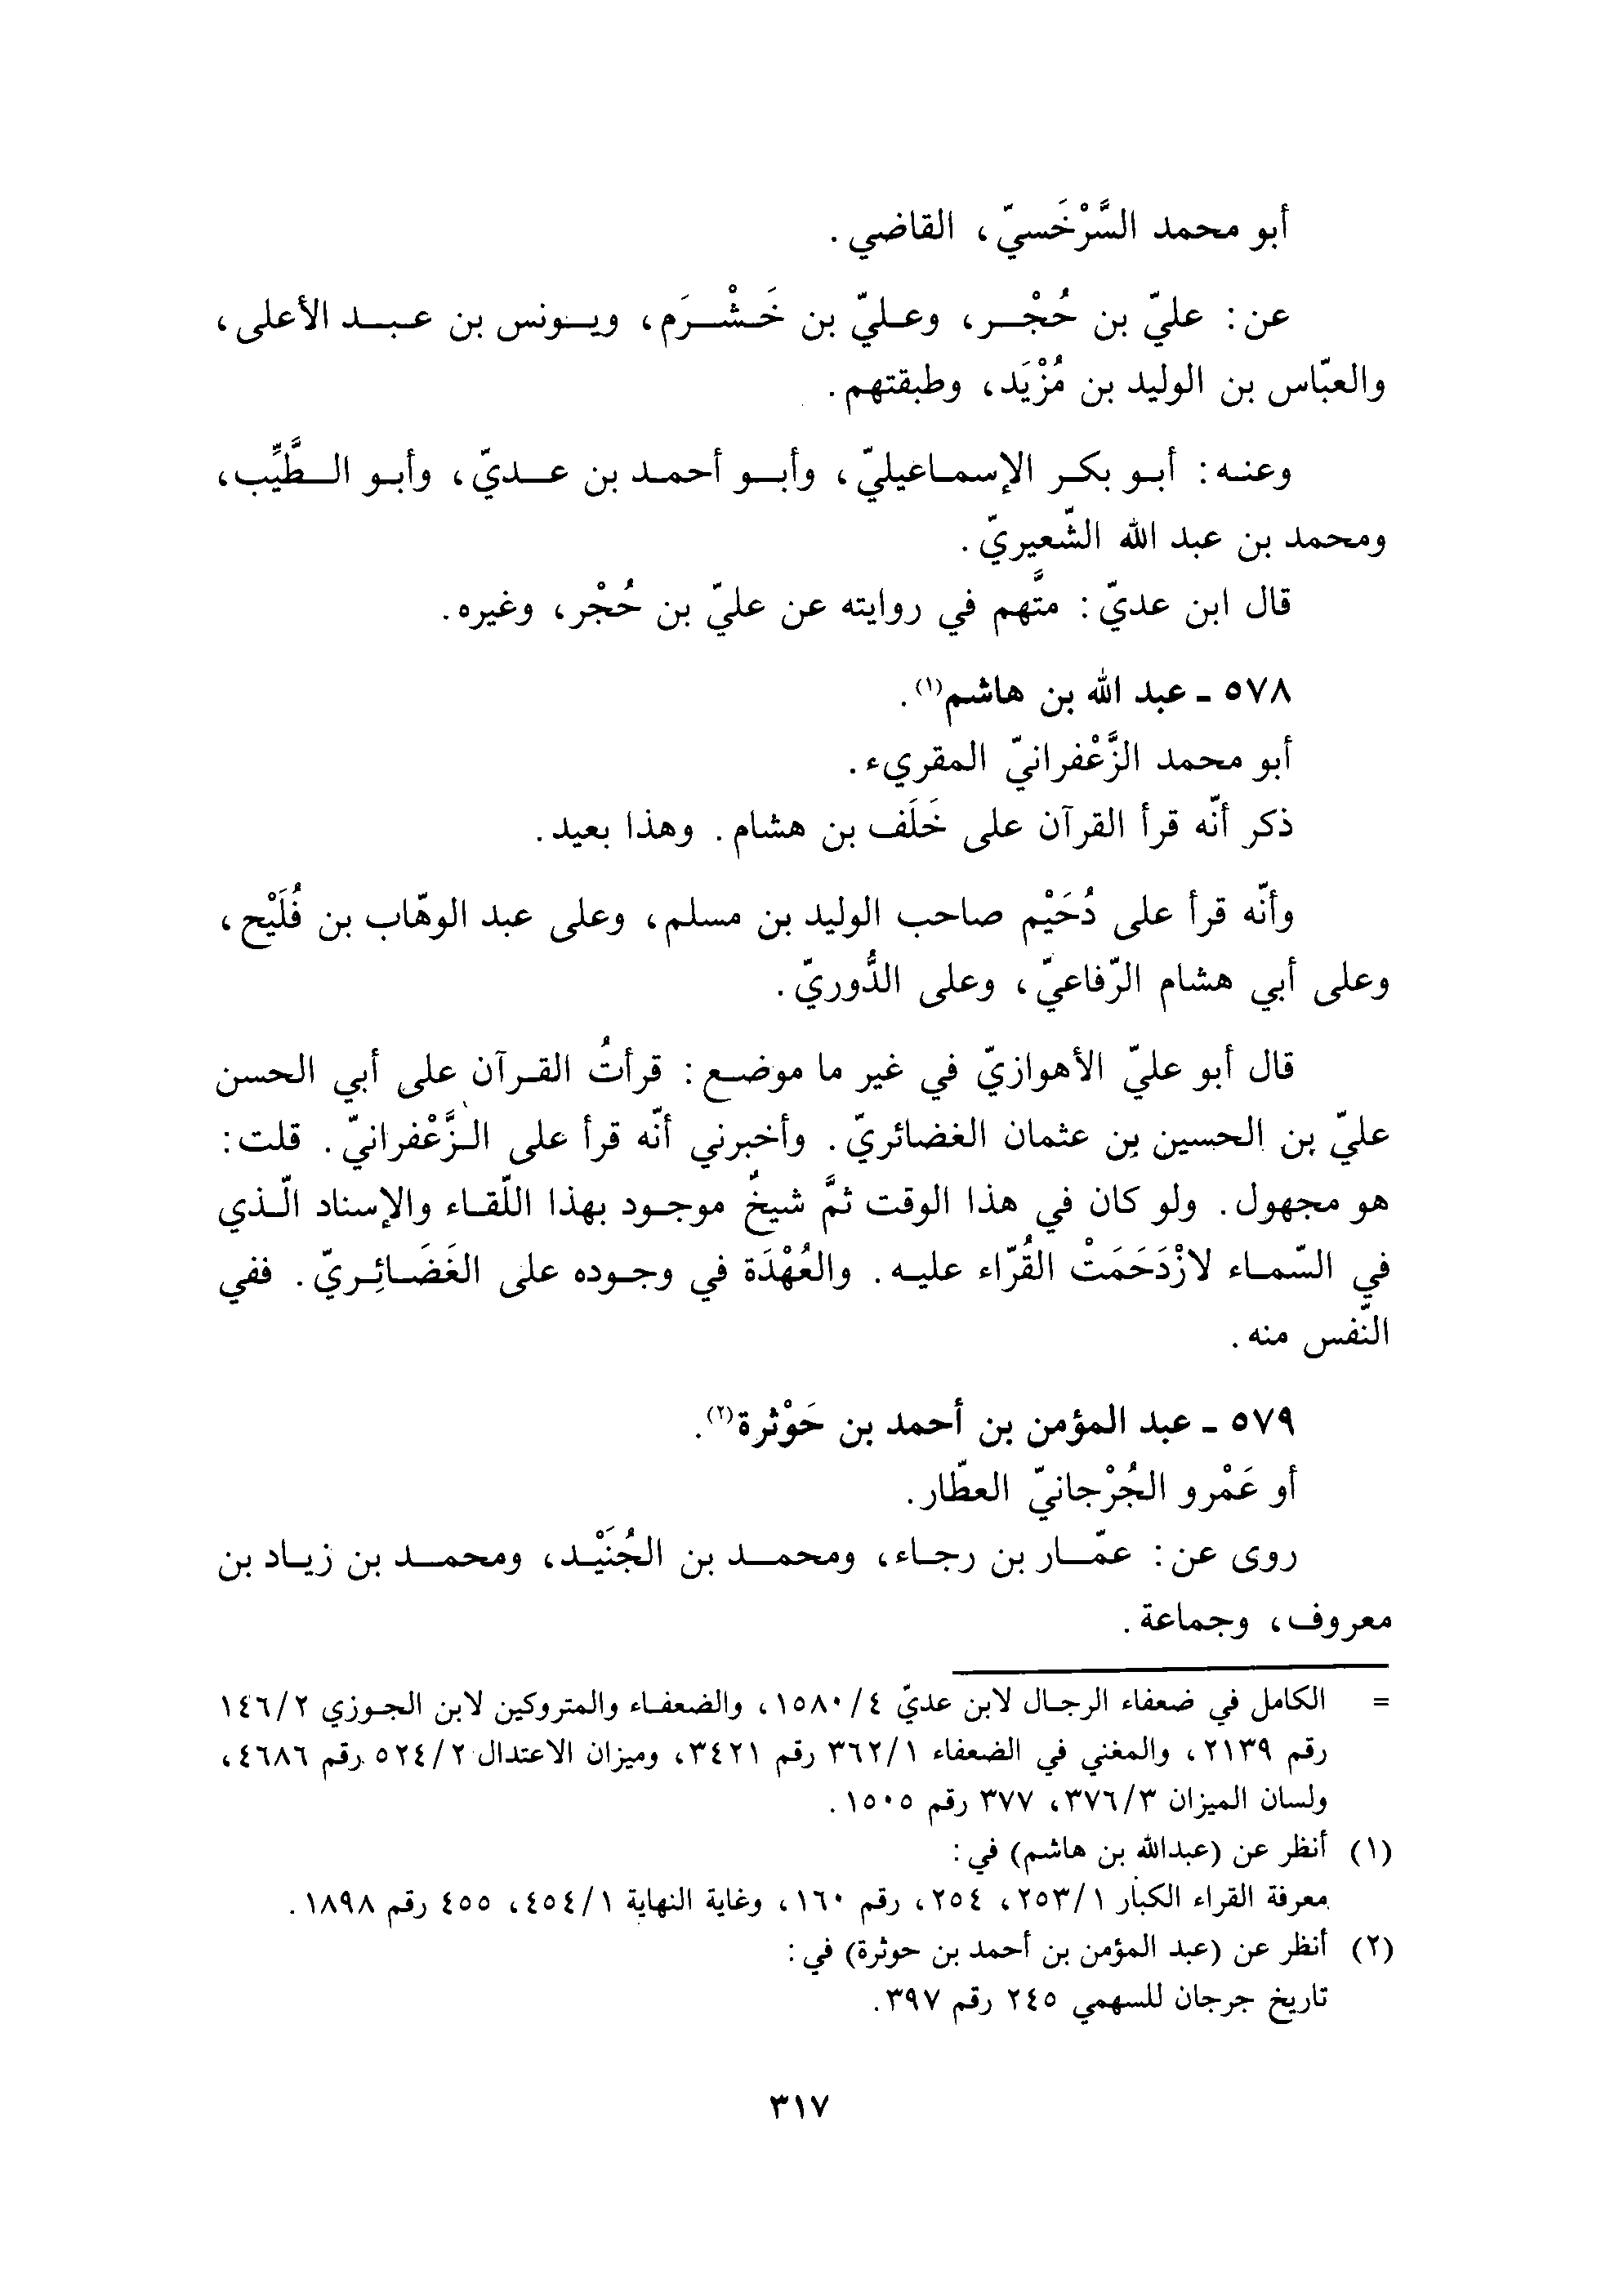 أبو محمد السَّرْخَسيّ، القاضي.
عن: عليّ بن حُجْر، وعليّ بن خَشْرَم، ويونس بن عبد الأعلى،
والعبّاس بن الوليد بن مُزْيَد، وطبقتهم.
وعنه: أبو بكر الإسماعيليّ، وأبو أحمد بن عديّ، وأبو الطَّيِّب،
ومحمد بن عبد الله الشّعيريّ.
قال ابن عديّ: متَّهم في روايته عن عليّ بن حُجْر، وغيره.
٥٧٨ ـ عبد الله بن هاشم(١).
أبو محمد الزَّعْفرانيّ المقريء.
ذكر أنّه قرأ القرآن على خَلَف بن هشام. وهذا بعيد.
وأنّه قرأ على دُحَيْم صاحب الوليد بن مسلم، وعلى عبد الوهّاب بن فُلَيْح،
وعلى أبي هشام الرّفاعيّ، وعلى الدُّوريّ.
قال أبو عليّ الأهوازيّ في غير ما موضع: قرأتُ القرآن على أبي الحسن
عليّ بن الحسين بن عثمان الغضائريّ. وأخبرني أنّه قرأ على الزَّعْفرانيّ. قلت:
هو مجهول. ولو كان في هذا الوقت ثمَّ شيخٌ موجود بهذا اللّقاء والإسناد الّذي
في السّماء لازْدَحَمَتْ القُرّاء عليه. والعُهْدَة في وجوده على الغَضَائِريّ. ففي
النّفس منه.
٥٧٩ ـ عبد المؤمن بن أحمد بن حَوْثرة(٢).
أو عَمْرو الجُرْجانيّ العطّار.
روى عن: عمّار بن رجاء، ومحمد بن الجُنَيْد، ومحمد بن زياد بن
معروف، وجماعة.
= الكامل في ضعفاء الرجال لابن عديّ ٤/١٥٨٠، والضعفاء والمتروكين لابن الجوزي ٢/١٤٦
رقم ٢١٣٩، والمغني في الضعفاء ١/٣٦٢ رقم ٣٤٢١، وميزان الاعتدال ٢/٥٢٤ رقم ٤٦٨٦،
ولسان الميزان ٣/٣٧٦، ٣٧٧ رقم ١٥٠٥.
(١) أنظر عن (عبدالله بن هاشم) في:
معرفة القراء الكبار ١/٢٥٣، ٢٥٤، رقم ١٦٠، وغاية النهاية ١/٤٥٤، ٤٥٥ رقم ١٨٩٨.
(٢) أنظر عن (عبد المؤمن بن أحمد بن حوثرة) في:
تاريخ جرجان للسهمي ٢٤٥ رقم ٣٩٧.
٣١٧